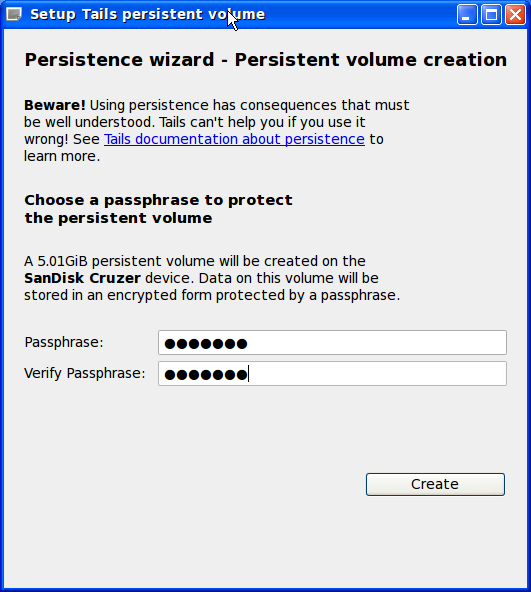 Setup Tails persistent volume
Persistence wizard - Persistent volume creation
Beware! Using persistence has consequences that must
be well understood. Tails can't help you if you use it
wrong! See Tails documentation about persistence to
learn more.
Choose a passphrase to protect
the persistent volume
A 5.01GiB persistent volume will be created on the
SanDisk Cruzer device. Data on this volume will be
stored in an encrypted form protected by a passphrase.
Passphrase: ●●●●●●●
Verify Passphrase: ●●●●●●●
Create